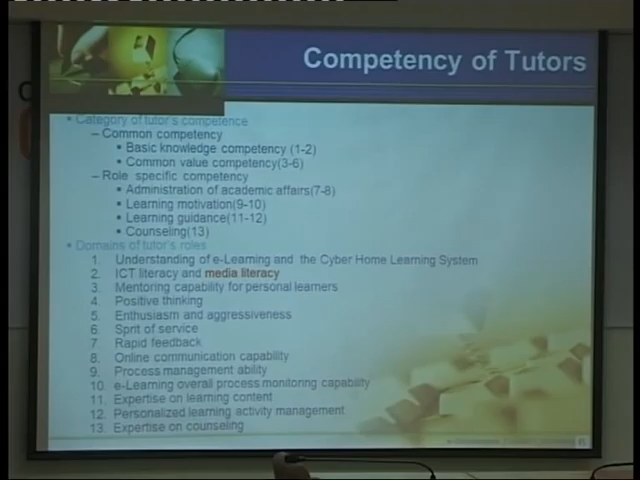 Competency of Tutors
• Category of tutor's competence
– Common competency
• Basic knowledge competency (1-2)
• Common value competency(3-6)
– Role specific competency
• Administration of academic affairs(7-8)
• Learning motivation(9-10)
• Learning guidance(11-12)
• Counseling(13)
• Domains of tutor's roles
1. Understanding of e-Learning and the Cyber Home Learning System
2. ICT literacy and media literacy
3. Mentoring capability for personal learners
4. Positive thinking
5. Enthusiasm and aggressiveness
6. Sprit of service
7. Rapid feedback
8. Online communication capability
9. Process management ability
10. e-Learning overall process monitoring capability
11. Expertise on learning content
12. Personalized learning activity management
13. Expertise on counseling